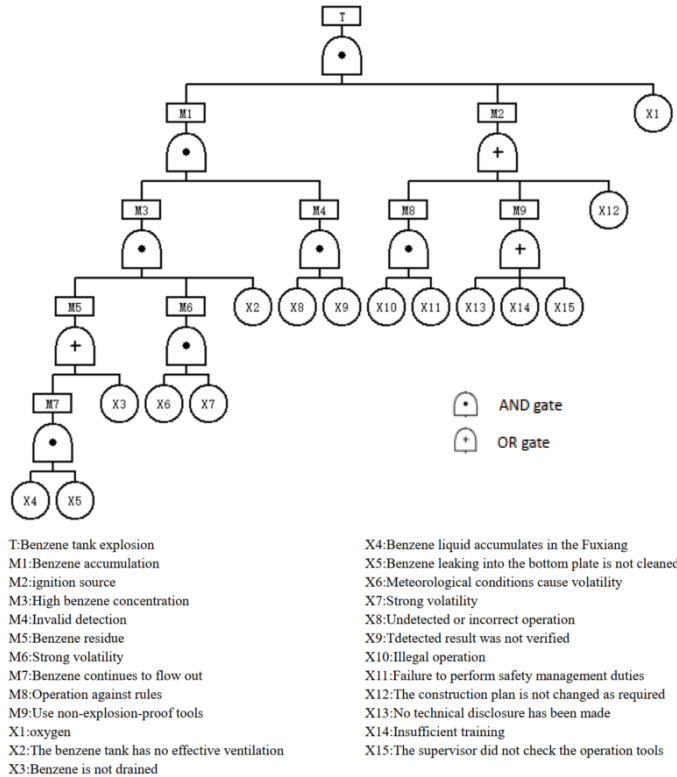 T
M1
M2
X1
M3
M4
M8
M9
X12
M5
M6
X2
X8
X9
X10
X11
X13
X14
X15
M7
X3
X6
X7
AND gate
OR gate
X4
X5
T:Benzene tank explosion
M1:Benzene accumulation
M2:ignition source
M3:High benzene concentration
M4:Invalid detection
M5:Benzene residue
M6:Strong volatility
M7:Benzene continues to flow out
M8:Operation against rules
M9:Use non-explosion-proof tools
X1:oxygen
X2:The benzene tank has no effective ventilation
X3:Benzene is not drained
X4:Benzene liquid accumulates in the Fuxiang
X5:Benzene leaking into the bottom plate is not cleaned
X6:Meteorological conditions cause volatility
X7:Strong volatility
X8:Undetected or incorrect operation
X9:Tdetected result was not verified
X10:Illegal operation
X11:Failure to perform safety management duties
X12:The construction plan is not changed as required
X13:No technical disclosure has been made
X14:Insufficient training
X15:The supervisor did not check the operation tools